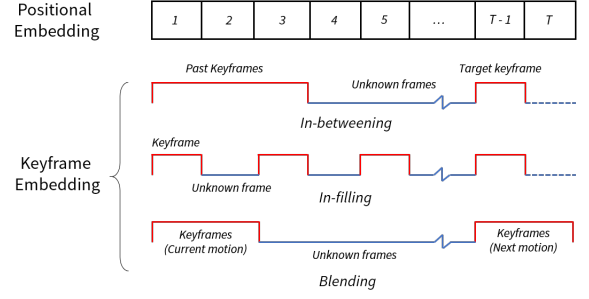 Positional
Embedding
1 2 3 4 5 ... T - 1 T
Past Keyframes
Target keyframe
Unknown frames
In-betweening
Keyframe
Embedding
Keyframe
Unknown frame
In-filling
Keyframes
(Current motion)
Unknown frames
Keyframes
(Next motion)
Blending